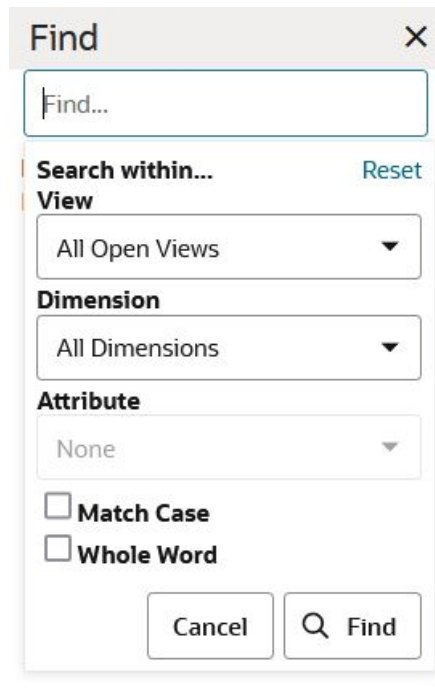 Find
Find...
Search within... Reset
View
All Open Views
Dimension
All Dimensions
Attribute
None
Match Case
Whole Word
Cancel Find